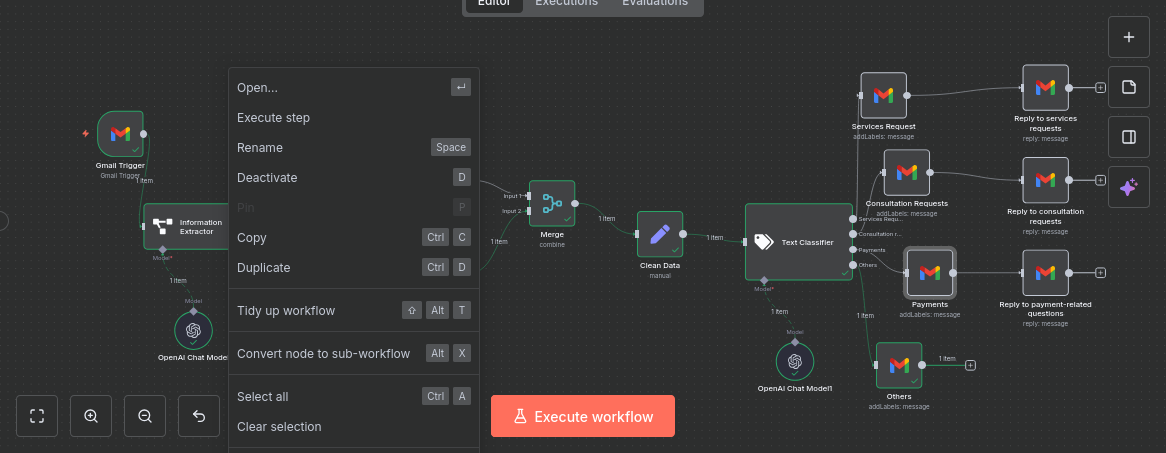 Editor
Executions
Evaluations
Gmail Trigger
Gmail Trigger
1 item
Information
Extractor
Model*
1 item
Model
OpenAI Chat Model
Open...
↵
Execute step
Rename
Space
Deactivate
D
Pin
P
Copy
Ctrl C
Duplicate
Ctrl D
Tidy up workflow
⇧ Alt T
Convert node to sub-workflow
Alt X
Select all
Ctrl A
Clear selection
Input 1
Input 2
1 item
Merge
combine
1 item
Clean Data
manual
1 item
Text Classifier
Services Requ...
Consultation r...
Payments
Others
Model*
1 item
Model
OpenAI Chat Model1
Services Request
addLabels: message
Consultation Requests
addLabels: message
Payments
addLabels: message
1 item
Others
addLabels: message
1 item
Reply to services
requests
reply: message
Reply to consultation
requests
reply: message
Reply to payment-related
questions
reply: message
Execute workflow